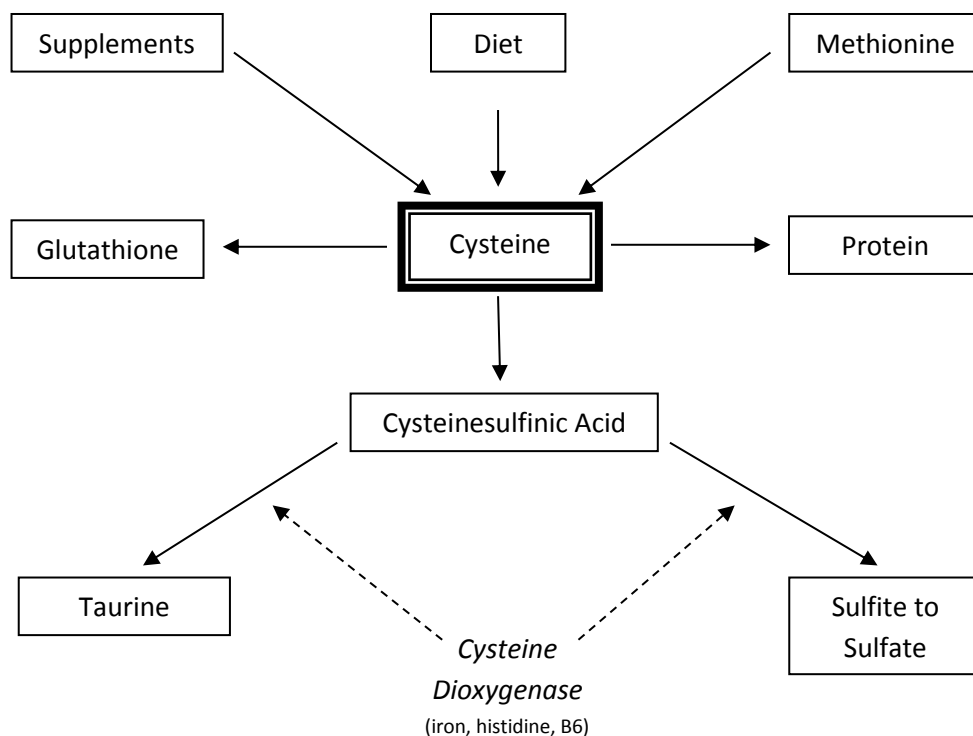 Supplements
Diet
Methionine
Glutathione
Cysteine
Protein
Cysteinesulfinic Acid
Taurine
Sulfite to
Sulfate
Cysteine
Dioxygenase
(iron, histidine, B6)